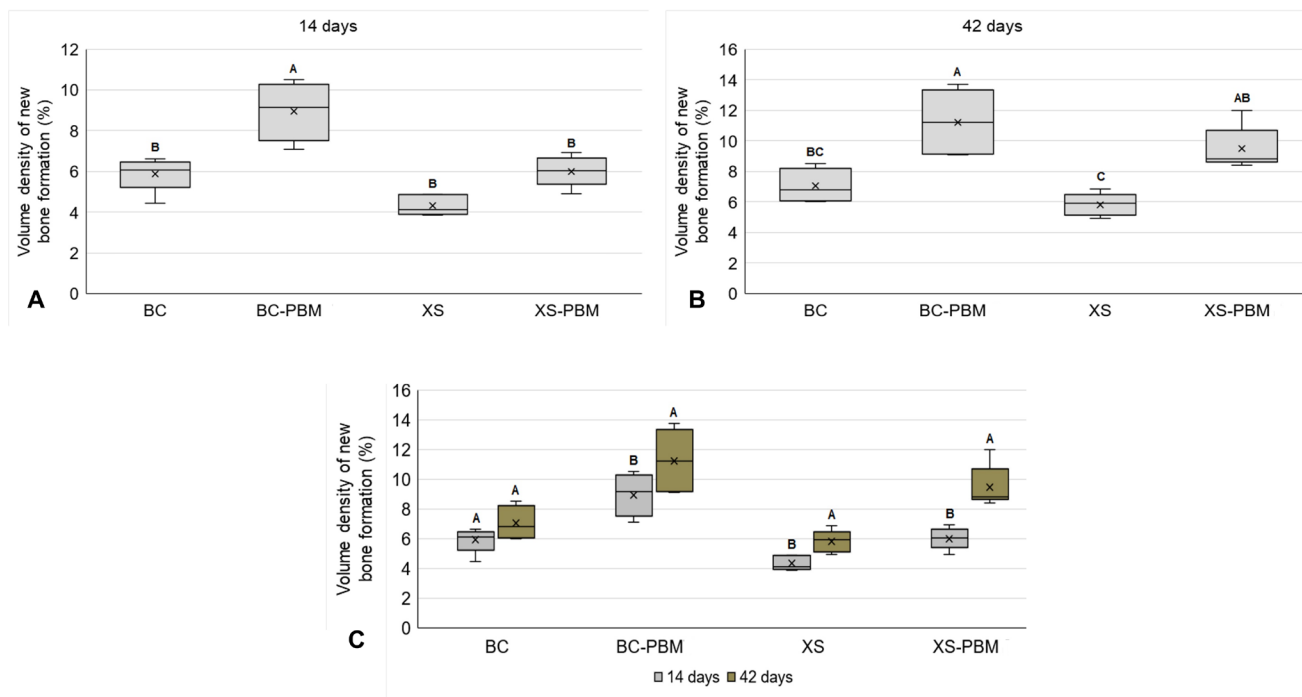 14 days
Volume density of new
bone formation (%)
12
10
8
6
4
2
0
B
A
B
B
BC
BC-PBM
XS
XS-PBM
A
42 days
Volume density of new
bone formation (%)
16
14
12
10
8
6
4
2
0
BC
A
C
AB
BC
BC-PBM
XS
XS-PBM
B
Volume density of new
bone formation (%)
16
14
12
10
8
6
4
2
0
A
A
B
A
B
A
B
A
BC
BC-PBM
XS
XS-PBM
C
14 days
42 days